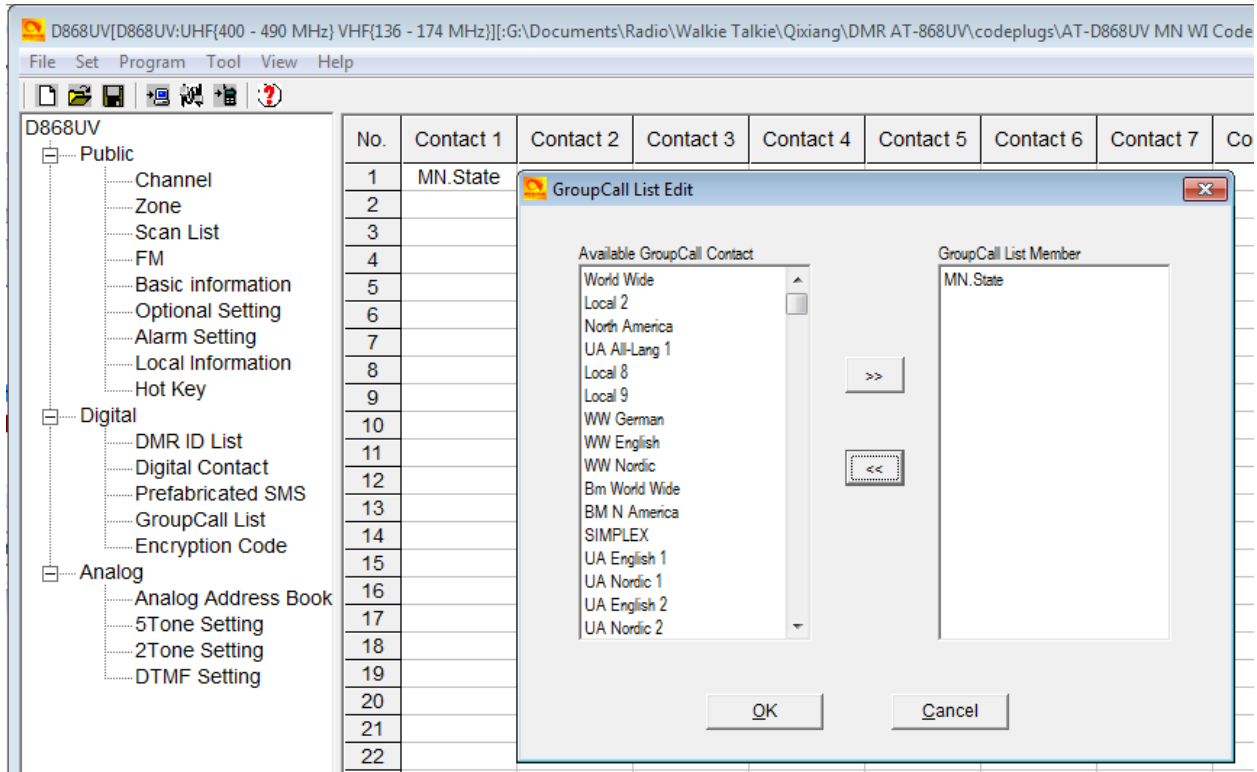 D868UV[D868UV:UHF{400 - 490 MHz} VHF{136 - 174 MHz}][:G:\Documents\Radio\Walkie Talkie\Qixiang\DMR AT-868UV\codeplugs\AT-D868UV MN WI Code
File Set Program Tool View Help
D868UV
Public
Channel
Zone
Scan List
FM
Basic information
Optional Setting
Alarm Setting
Local Information
Hot Key
Digital
DMR ID List
Digital Contact
Prefabricated SMS
GroupCall List
Encryption Code
Analog
Analog Address Book
5Tone Setting
2Tone Setting
DTMF Setting
No. Contact 1 Contact 2 Contact 3 Contact 4 Contact 5 Contact 6 Contact 7 Co
1 MN.State
2
3
4
5
6
7
8
9
10
11
12
13
14
15
16
17
18
19
20
21
22
GroupCall List Edit
Available GroupCall Contact
World Wide
Local 2
North America
UA All-Lang 1
Local 8
Local 9
WW German
WW English
WW Nordic
Bm World Wide
BM N America
SIMPLEX
UA English 1
UA Nordic 1
UA English 2
UA Nordic 2
>>
<<
GroupCall List Member
MN.State
OK Cancel